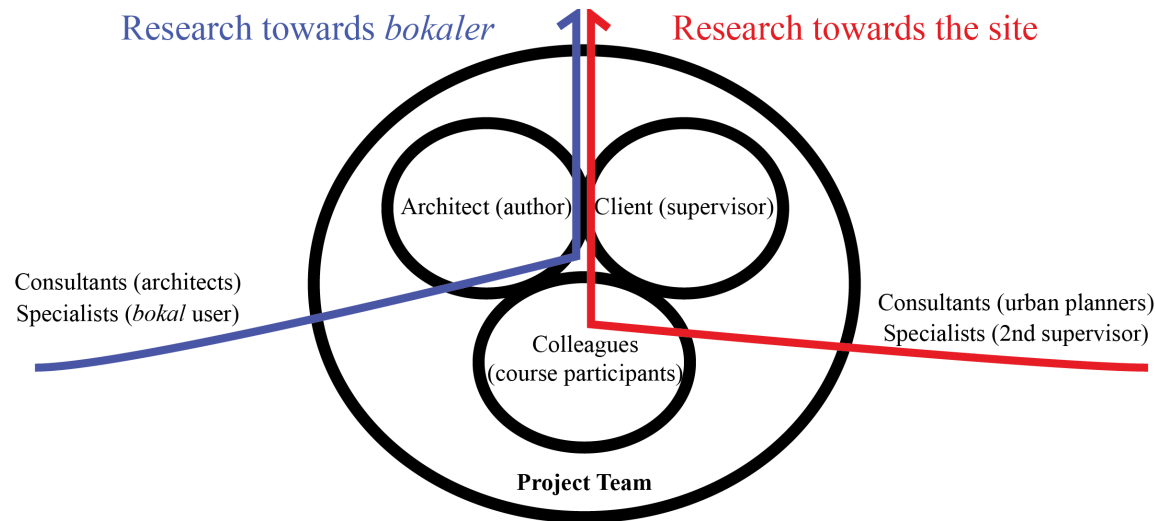 Research towards bokaler
Research towards the site
Architect (author)
Client (supervisor)
Consultants (architects)
Specialists (bokal user)
Consultants (urban planners)
Specialists (2nd supervisor)
Colleagues
(course participants)
Project Team